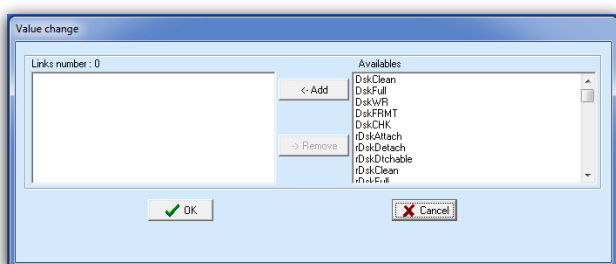 Value change
Links number : 0
Availables
<- Add
-> Remove
DskClean
DskFull
DskWR
DskFRMT
DskCHK
rDskAttach
rDskDetach
rDskDtchable
rDskClean
rDskFull
OK
Cancel